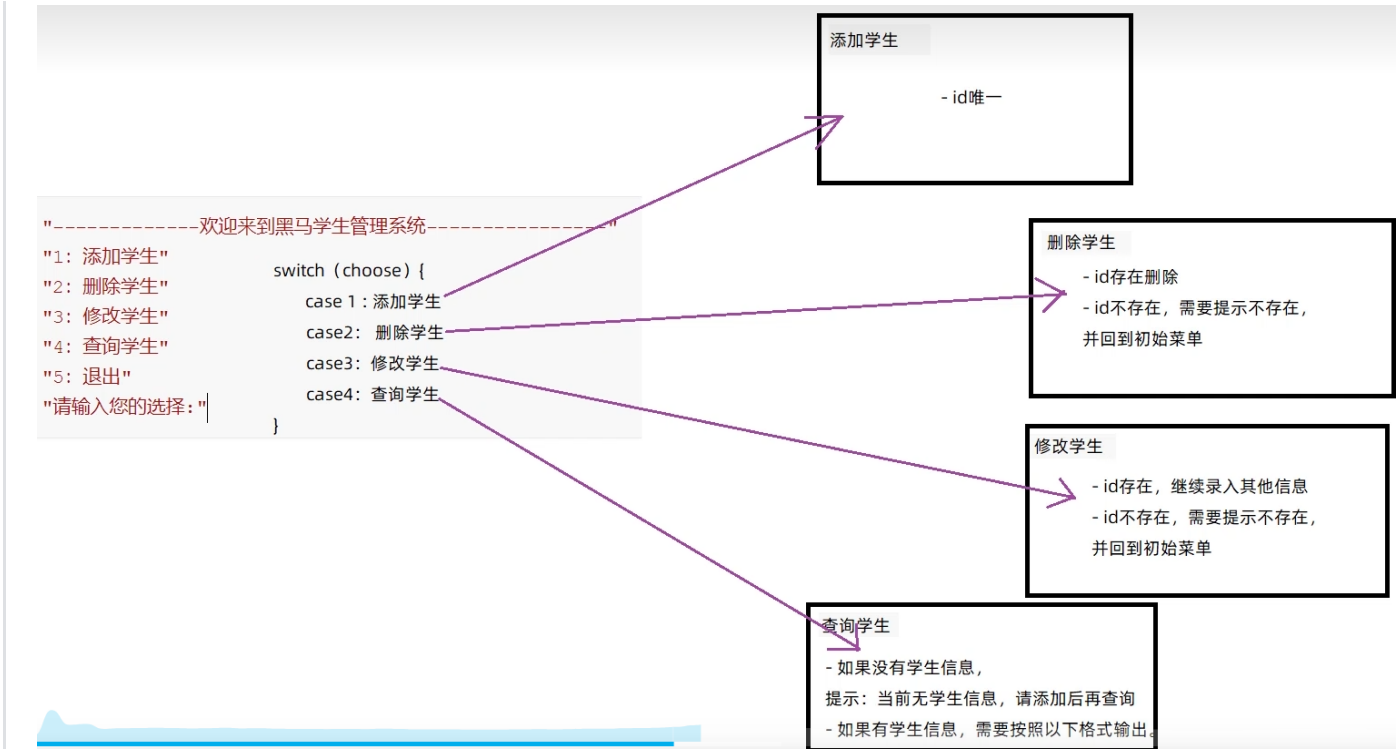 "-------------欢迎来到黑马学生管理系统----------------"
"1: 添加学生"
"2: 删除学生"
"3: 修改学生"
"4: 查询学生"
"5: 退出"
"请输入您的选择:"
switch（choose）{
case 1 : 添加学生
case2： 删除学生
case3：修改学生
case4：查询学生
}
添加学生
- id唯一
删除学生
- id存在删除
- id不存在，需要提示不存在，
并回到初始菜单
修改学生
- id存在，继续录入其他信息
- id不存在，需要提示不存在，
并回到初始菜单
查询学生
- 如果没有学生信息，
提示：当前无学生信息，请添加后再查询
- 如果有学生信息，需要按照以下格式输出。